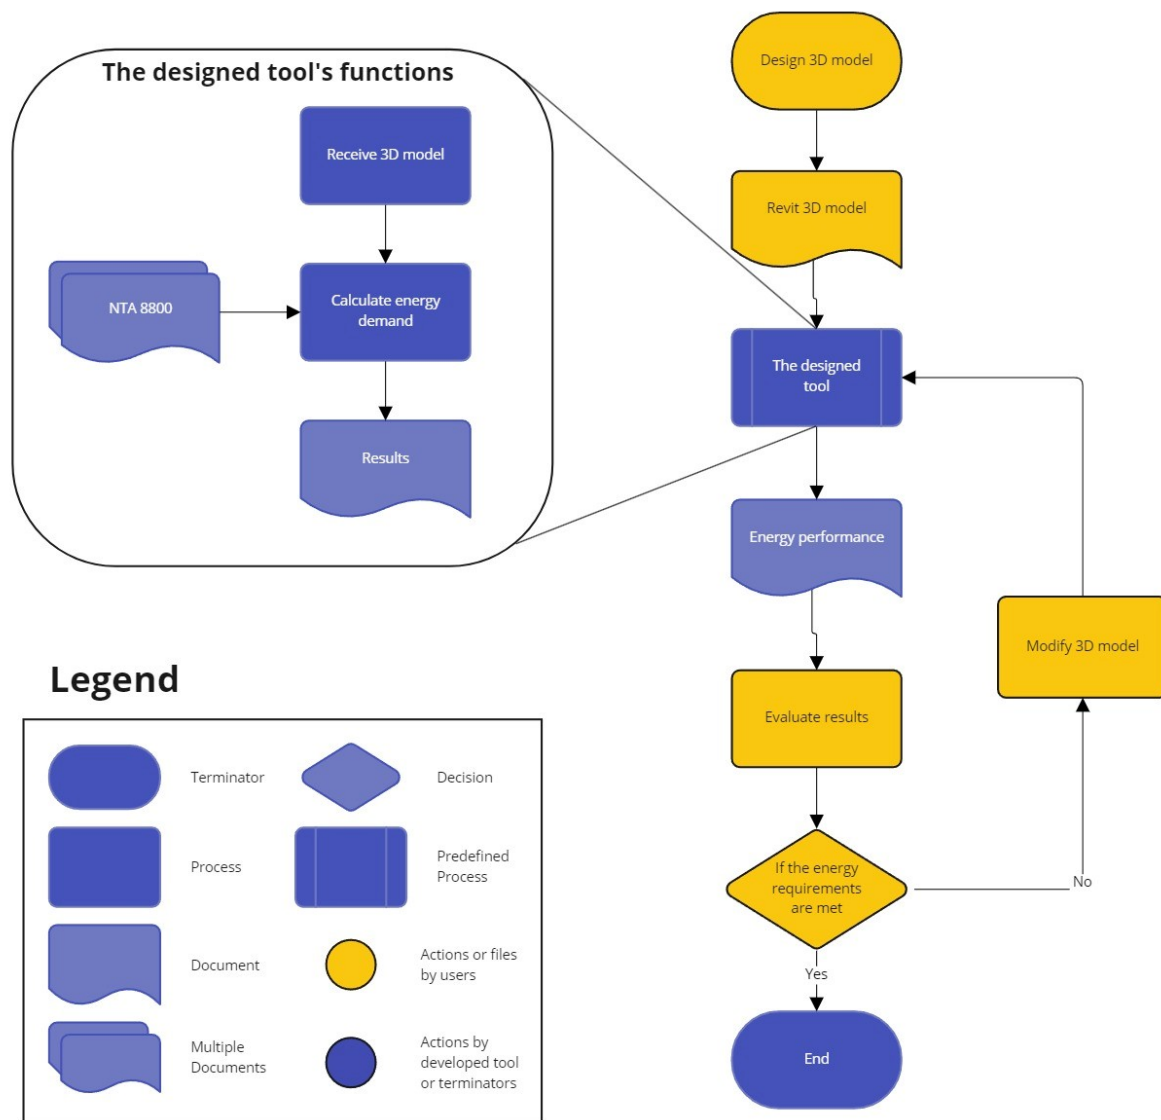 The designed tool's functions
Receive 3D model
NTA 8800
Calculate energy
demand
Results
Design 3D model
Revit 3D model
The designed
tool
Energy performance
Evaluate results
If the energy
requirements
are met
No
Modify 3D model
Yes
End
Legend
Terminator
Decision
Process
Predefined
Process
Document
Actions or files
by users
Multiple
Documents
Actions by
developed tool
or terminators